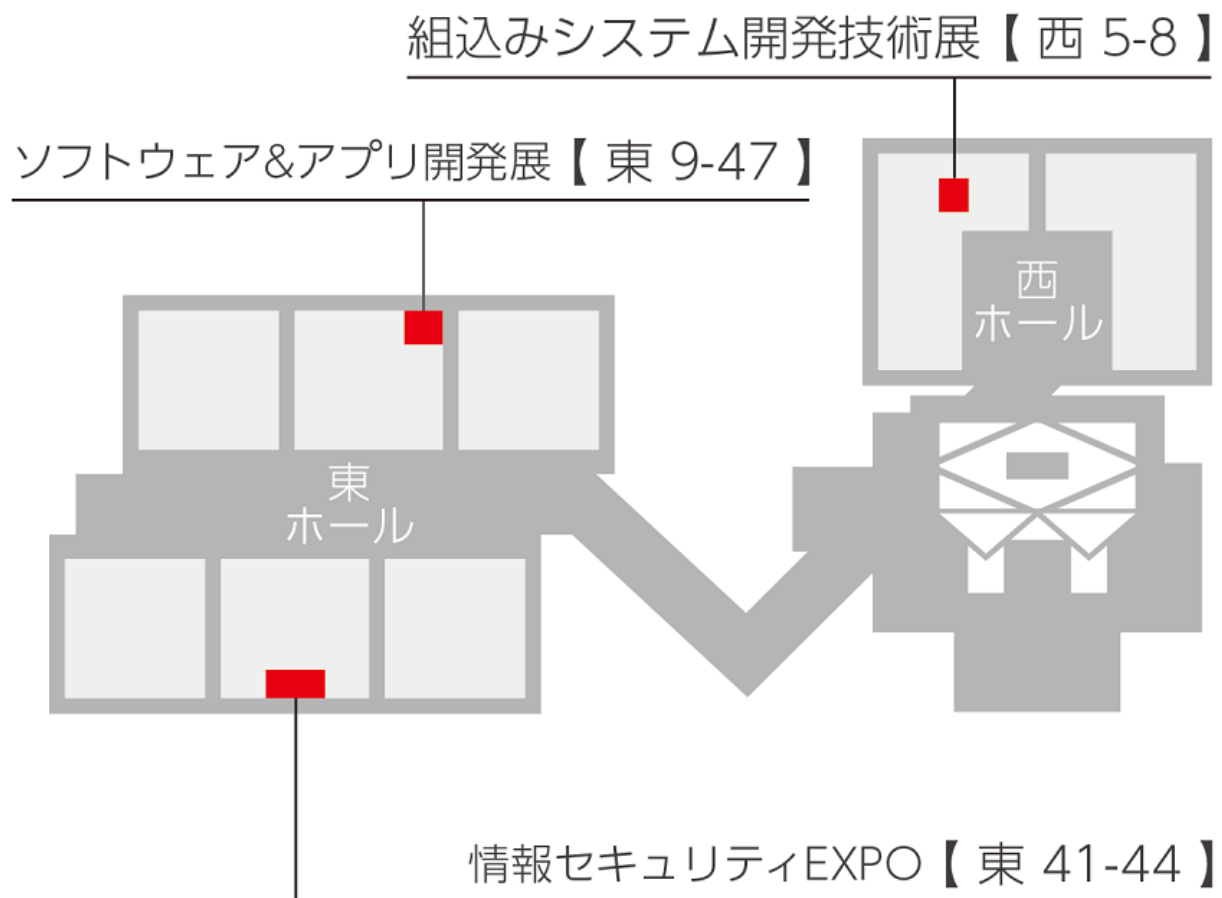 組込みシステム開発技術展【 西 5-8 】
ソフトウェア&アプリ開発展【 東 9-47 】
西
ホール
東
ホール
情報セキュリティEXPO【 東 41-44 】